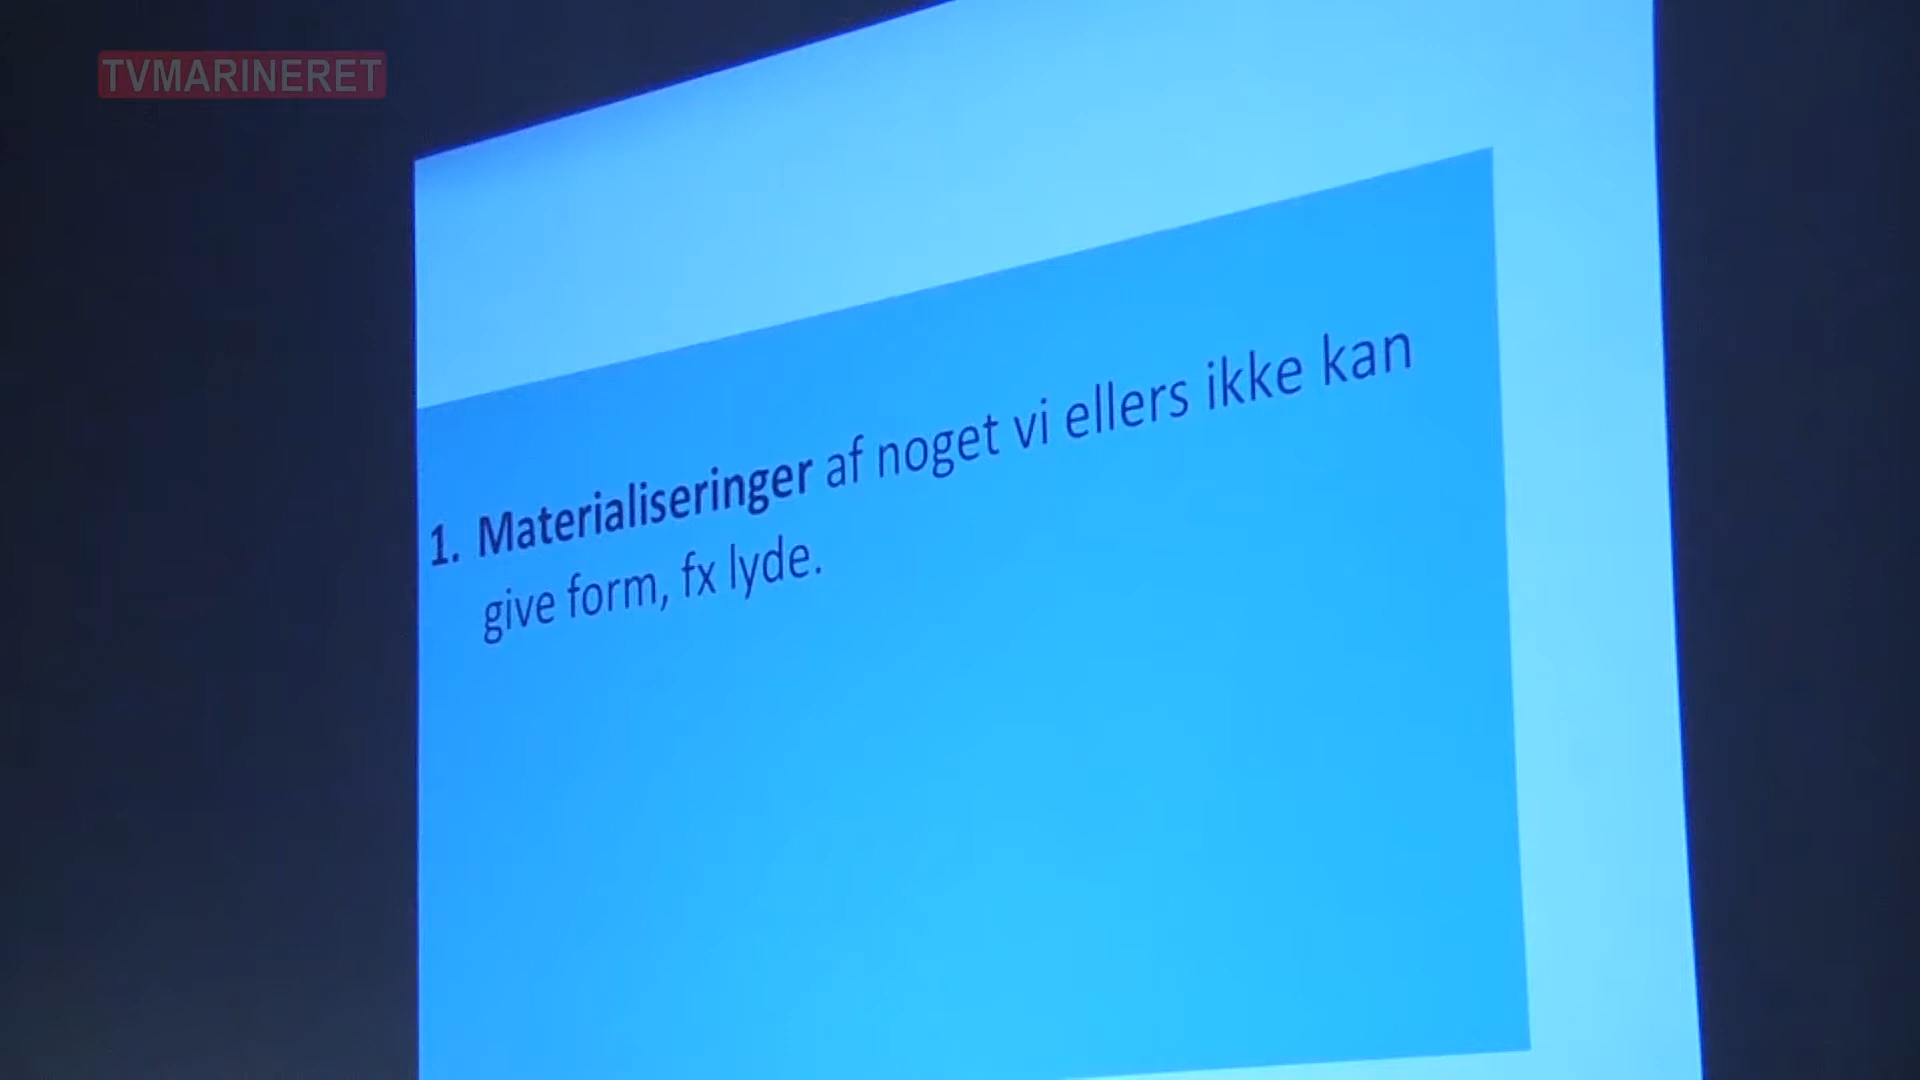 TVMARINERET
1. Materialiseringer af noget vi ellers ikke kan
give form, fx lyde.